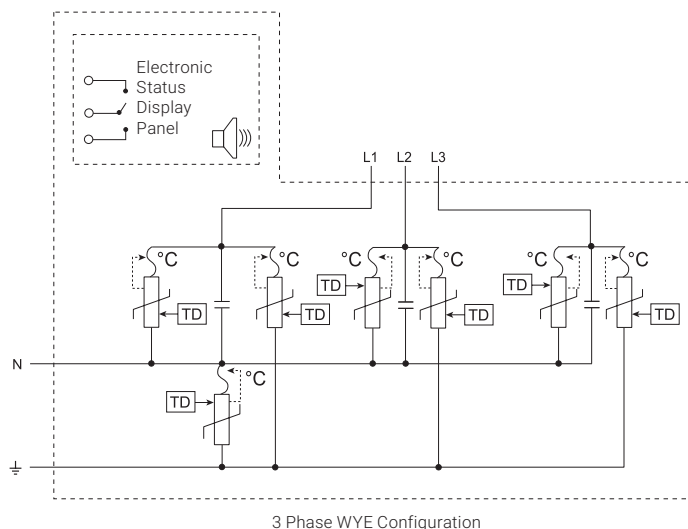 Electronic
Status
Display
Panel
L1 L2 L3
°C °C °C °C °C °C
TD TD
TD TD TD TD
N
°C
TD
3 Phase WYE Configuration